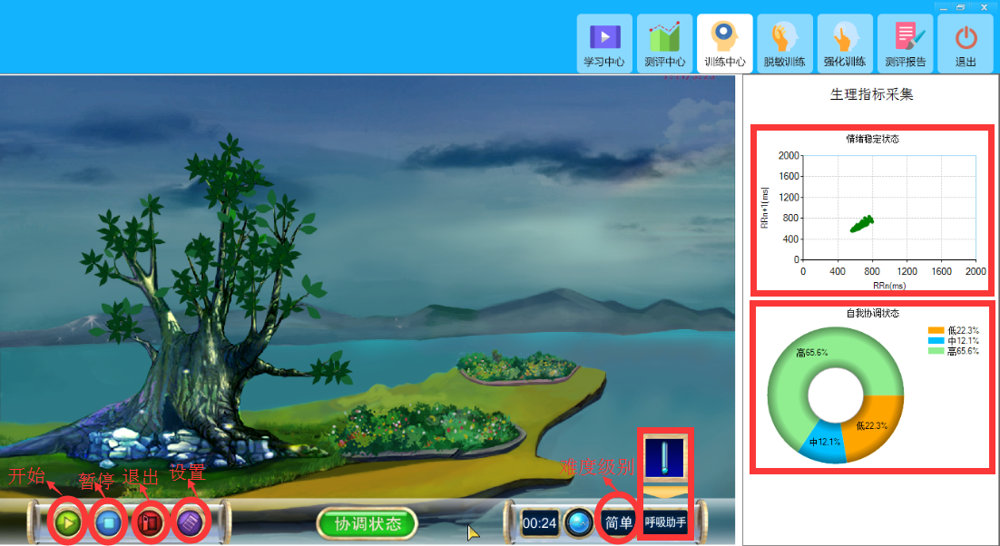 学习中心
测评中心
训练中心
脱敏训练
强化训练
测评报告
退出
生理指标采集
情绪稳定状态
2000
1600
1200
800
400
0
RRn+1(ms)
0 400 800 1200 1600 2000
RRn(ms)
自我协调状态
低22.3%
中12.1%
高65.6%
高65.6%
低22.3%
中12.1%
开始
暂停
退出
设置
难度级别
协调状态
00:24
简单
呼吸助手